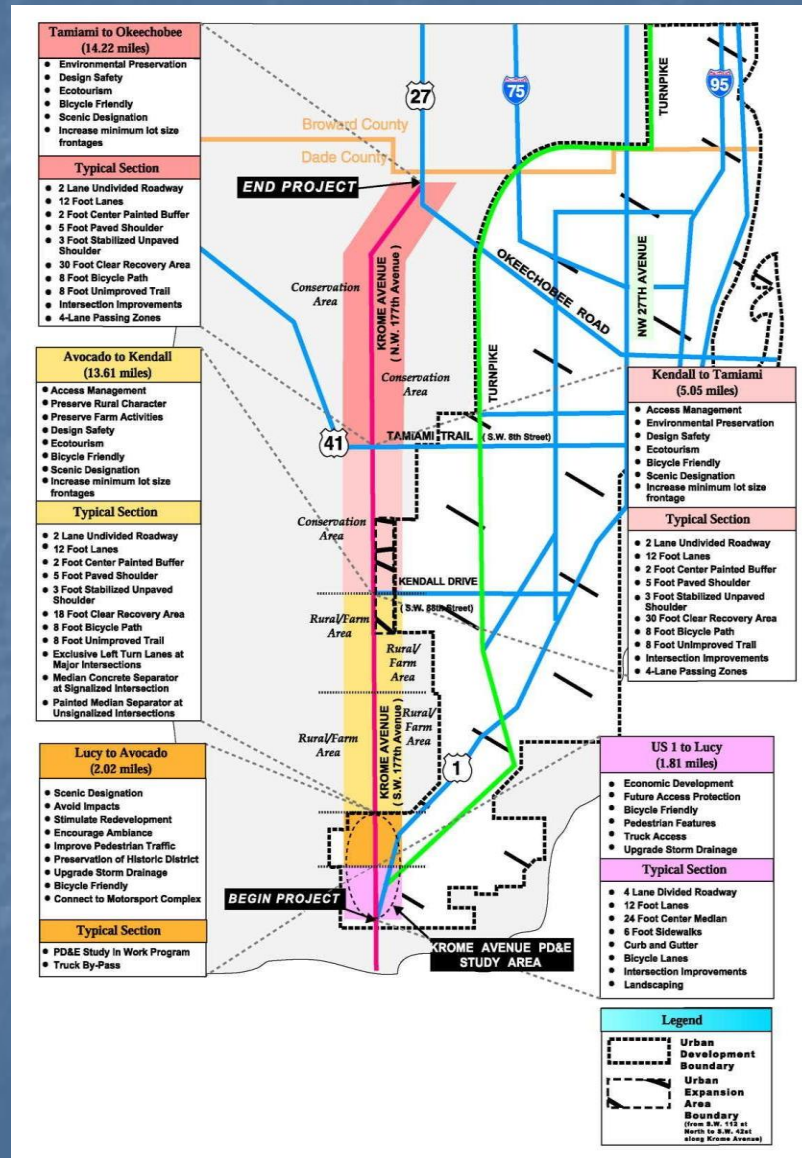 Tamiami to Okeechobee
(14.22 miles)
• Environmental Preservation
• Design Safety
• Ecotourism
• Bicycle Friendly
• Scenic Designation
• Increase minimum lot size
frontages
Typical Section
• 2 Lane Undivided Roadway
• 12 Foot Lanes
• 2 Foot Center Painted Buffer
• 5 Foot Paved Shoulder
• 3 Foot Stabilized Unpaved
Shoulder
• 30 Foot Clear Recovery Area
• 8 Foot Bicycle Path
• 8 Foot Unimproved Trail
• Intersection Improvements
• 4-Lane Passing Zones
Avocado to Kendall
(13.61 miles)
• Access Management
• Preserve Rural Character
• Preserve Farm Activities
• Design Safety
• Ecotourism
• Bicycle Friendly
• Scenic Designation
• Increase minimum lot size
frontages
Typical Section
• 2 Lane Undivided Roadway
• 12 Foot Lanes
• 2 Foot Center Painted Buffer
• 5 Foot Paved Shoulder
• 3 Foot Stabilized Unpaved
Shoulder
• 18 Foot Clear Recovery Area
• 8 Foot Bicycle Path
• 8 Foot Unimproved Trail
• Exclusive Left Turn Lanes at
Major Intersections
• Median Concrete Separator
at Signalized Intersection
• Painted Median Separator at
Unsignalized Intersections
Lucy to Avocado
(2.02 miles)
• Scenic Designation
• Avoid Impacts
• Stimulate Redevelopment
• Encourage Ambiance
• Improve Pedestrian Traffic
• Preservation of Historic District
• Upgrade Storm Drainage
• Bicycle Friendly
• Connect to Motorsport Complex
Typical Section
• PD&E Study in Work Program
• Truck By-Pass
27
75
TURNPIKE
95
Broward County
Dade County
END PROJECT
Conservation
Area
KROME AVENUE
(N.W. 177th Avenue)
OKEECHOBEE ROAD
NW 27TH AVENUE
TURNPIKE
Conservation
Area
41
TAMIAMI TRAIL (S.W. 8th Street)
Conservation
Area
KENDALL DRIVE
(S.W. 88th Street)
Rural/Farm
Area
Rural/
Farm
Area
Rural/Farm
Area
KROME AVENUE
(S.W. 177th Avenue)
Rural/
Farm
Area
1
BEGIN PROJECT
KROME AVENUE PD&E
STUDY AREA
Kendall to Tamiami
(5.05 miles)
• Access Management
• Environmental Preservation
• Design Safety
• Ecotourism
• Bicycle Friendly
• Scenic Designation
• Increase minimum lot size
frontage
Typical Section
• 2 Lane Undivided Roadway
• 12 Foot Lanes
• 2 Foot Center Painted Buffer
• 5 Foot Paved Shoulder
• 3 Foot Stabilized Unpaved
Shoulder
• 30 Foot Clear Recovery Area
• 8 Foot Bicycle Path
• 8 Foot Unimproved Trail
• Intersection Improvements
• 4-Lane Passing Zones
US 1 to Lucy
(1.81 miles)
• Economic Development
• Future Access Protection
• Bicycle Friendly
• Pedestrian Features
• Truck Access
• Upgrade Storm Drainage
Typical Section
• 4 Lane Divided Roadway
• 12 Foot Lanes
• 24 Foot Center Median
• 6 Foot Sidewalks
• Curb and Gutter
• Bicycle Lanes
• Intersection Improvements
• Landscaping
Legend
Urban
Development
Boundary
Urban
Expansion
Area
Boundary
(from S.W. 112 st
North to S.W. 42st
along Krome Avenue)